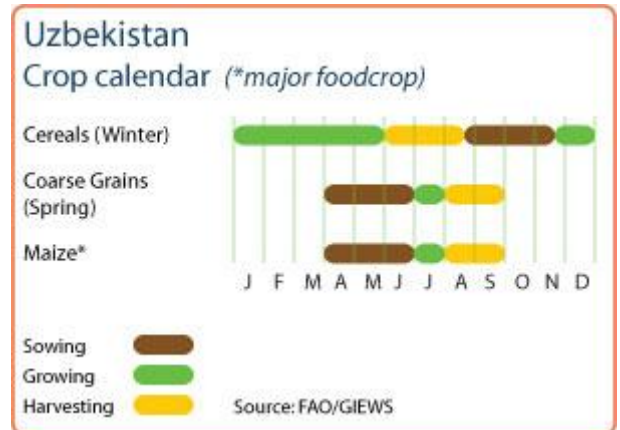 Uzbekistan
Crop calendar (*major foodcrop)
Cereals (Winter)
Coarse Grains
(Spring)
Maize*
J F M A M J J A S O N D
Sowing
Growing
Harvesting
Source: FAO/GIEWS